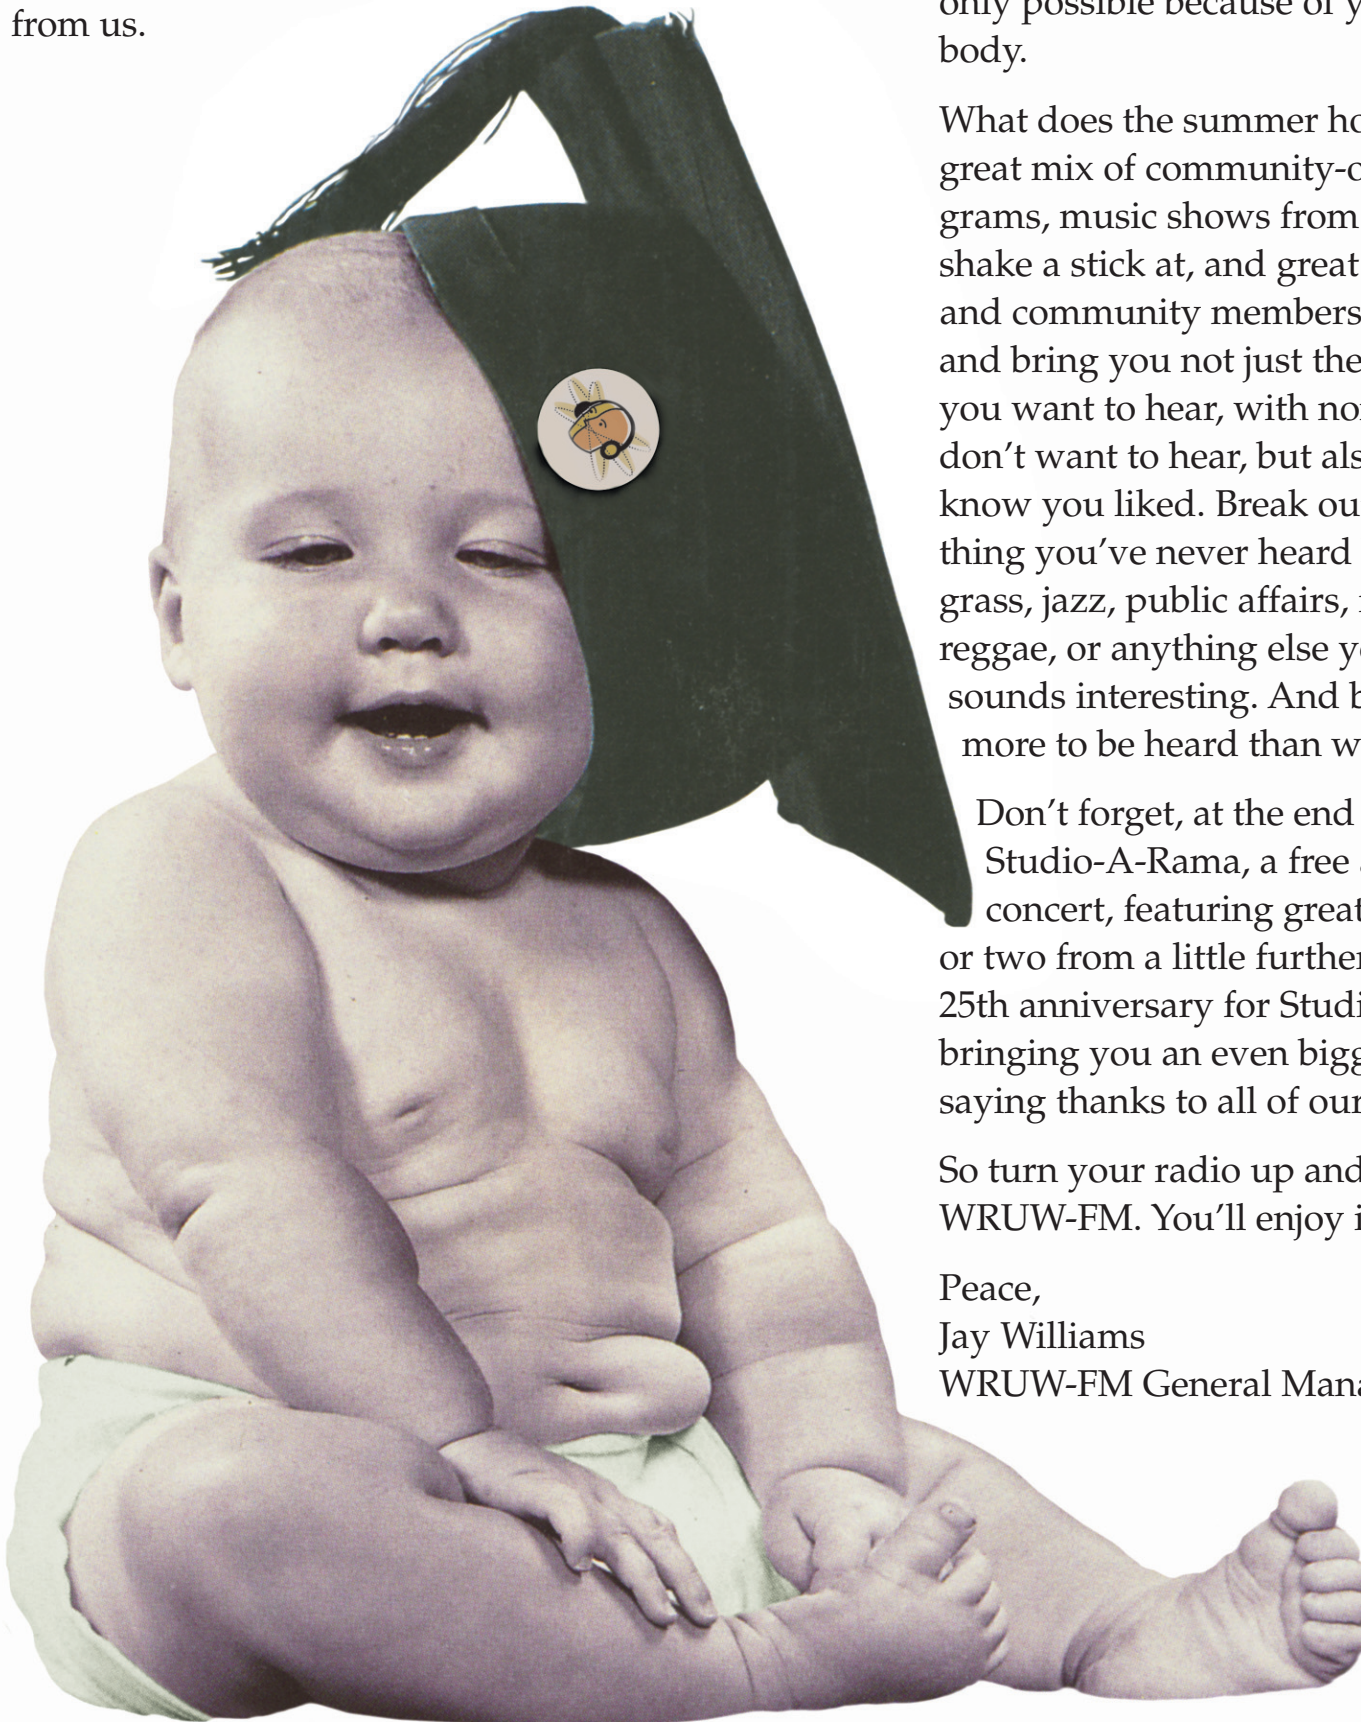 from us.
only possible because of y
body.
What does the summer ho
great mix of community-o
grams, music shows from
shake a stick at, and great
and community members
and bring you not just the
you want to hear, with no
don’t want to hear, but als
know you liked. Break ou
thing you’ve never heard
grass, jazz, public affairs,
reggae, or anything else yo
sounds interesting. And b
more to be heard than w
Don’t forget, at the end
Studio-A-Rama, a free
concert, featuring great
or two from a little further
25th anniversary for Studi
bringing you an even bigg
saying thanks to all of our
So turn your radio up and
WRUW-FM. You’ll enjoy i
Peace,
Jay Williams
WRUW-FM General Mana